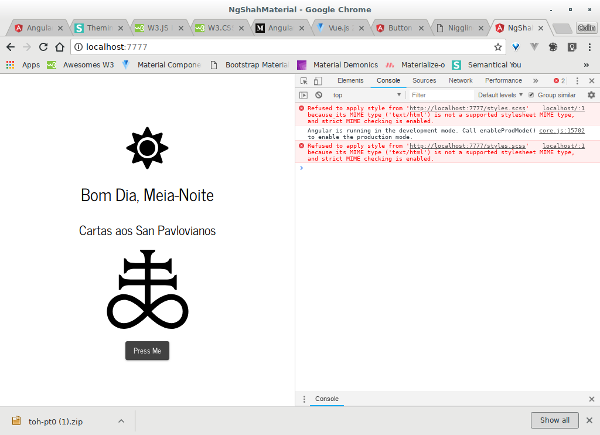 NgShahMaterial - Google Chrome
Angular
Themin
W3.JS
W3.CSS
Angula
Vue.js
Button
Nigglin
NgShah
localhost:7777
Apps
Awesomes W3
Material Compone
Bootstrap Material
Material Demonics
Materialize-o
Semantical You
»
Elements
Console
Sources
Network
Performance
»
2
top
Filter
Default levels
Group similar
Refused to apply style from 'http://localhost:7777/styles.scss' localhost/:1
because its MIME type ('text/html') is not a supported stylesheet MIME type,
and strict MIME checking is enabled.
Angular is running in the development mode. Call enableProdMode() core.js:15702
to enable the production mode.
Refused to apply style from 'http://localhost:7777/styles.scss' localhost/:1
because its MIME type ('text/html') is not a supported stylesheet MIME type,
and strict MIME checking is enabled.
Bom Dia, Meia-Noite
Cartas aos San Pavlovianos
Press Me
Console
toh-pt0 (1).zip
Show all